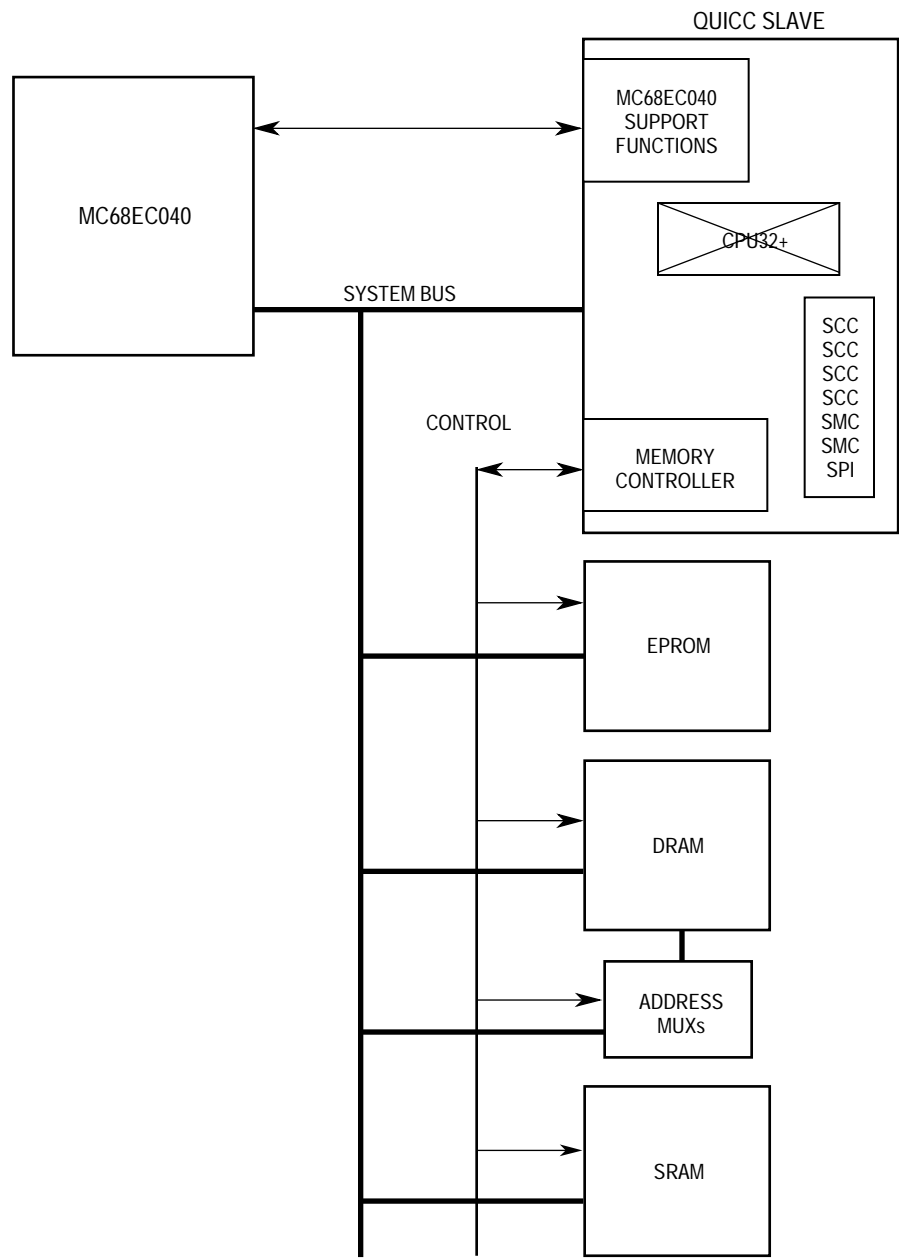 QUICC SLAVE
MC68EC040
SUPPORT
FUNCTIONS
MC68EC040
CPU32+
SYSTEM BUS
SCC
SCC
SCC
SCC
SMC
SMC
SPI
CONTROL
MEMORY
CONTROLLER
EPROM
DRAM
ADDRESS
MUXs
SRAM